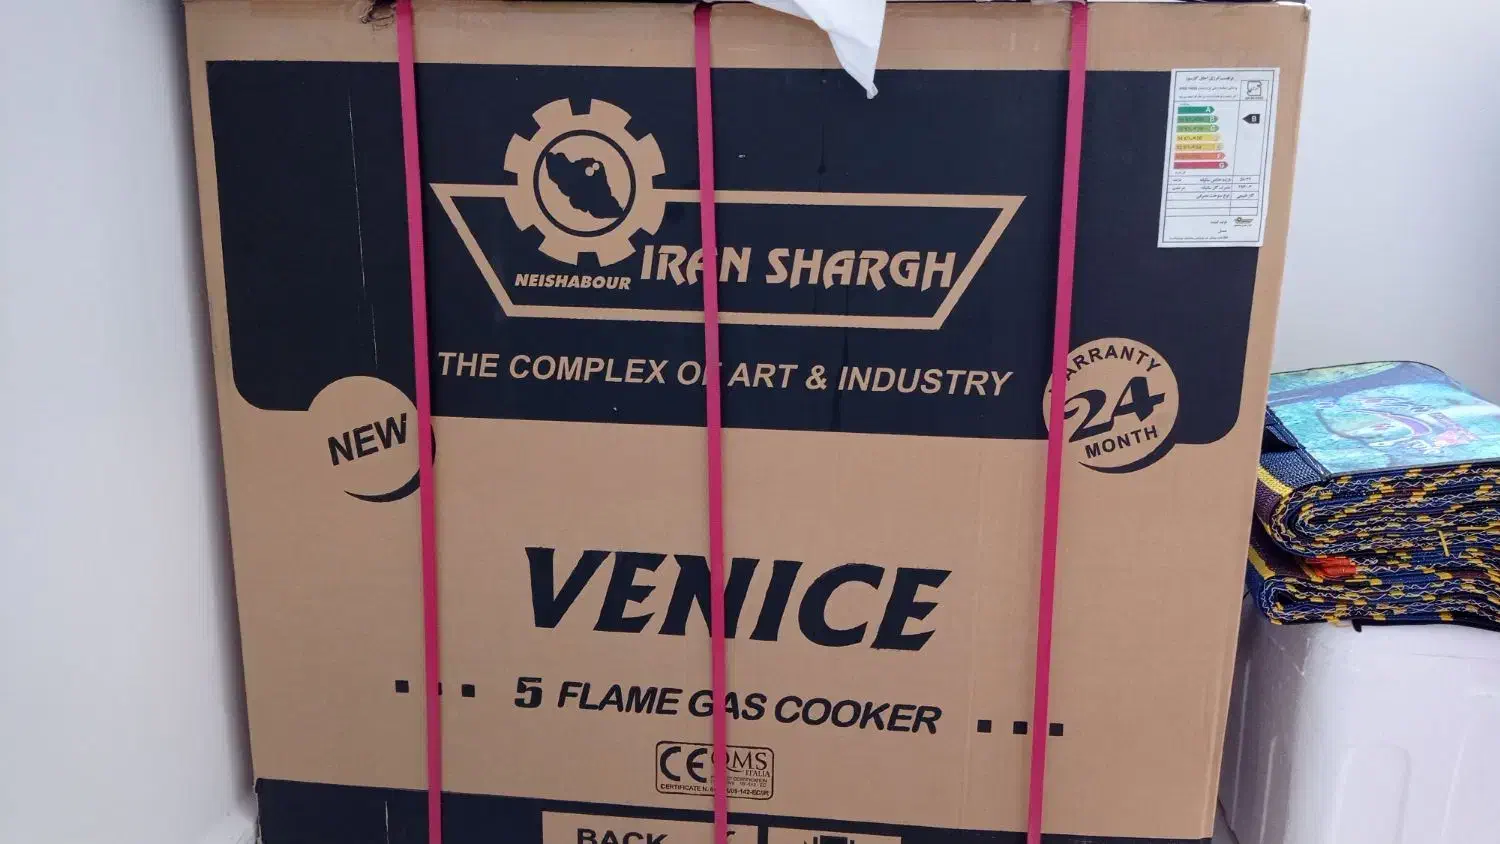 NEISHABOUR
IRAN SHARGH
THE COMPLEX OF ART & INDUSTRY
NEW
WARRANTY
24
MONTH
VENICE
5 FLAME GAS COOKER
CE QMS
ITALIA
CERTIFICATE N.
BACK
A
B
B
G